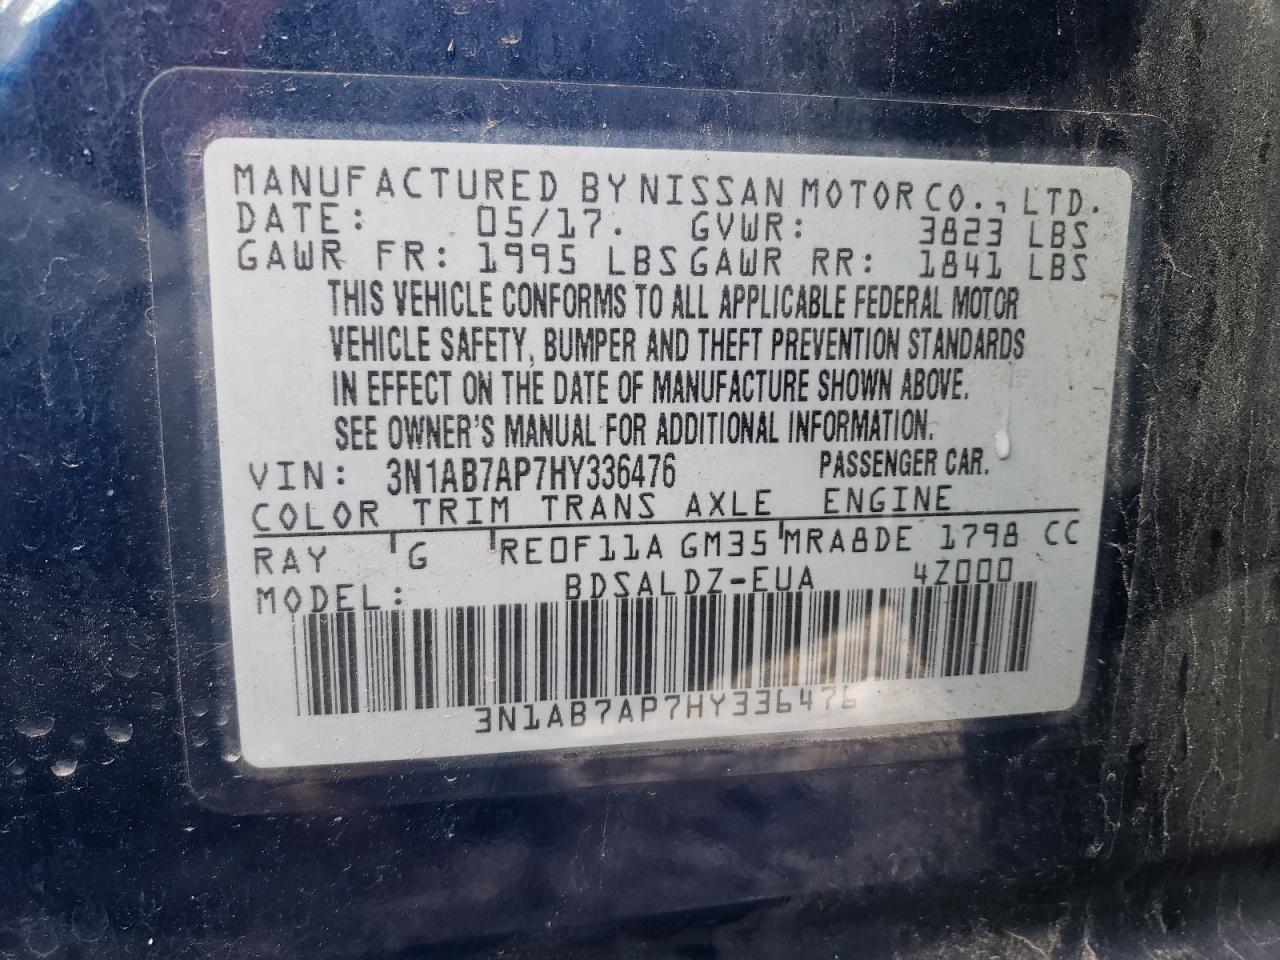 MANUFACTURED BY NISSAN MOTOR CO., LTD.
DATE: 05/17. GVWR: 3823 LBS
GAWR FR: 1995 LBS GAWR RR: 1841 LBS
THIS VEHICLE CONFORMS TO ALL APPLICABLE FEDERAL MOTOR
VEHICLE SAFETY, BUMPER AND THEFT PREVENTION STANDARDS
IN EFFECT ON THE DATE OF MANUFACTURE SHOWN ABOVE.
SEE OWNER'S MANUAL FOR ADDITIONAL INFORMATION.
VIN: 3N1AB7AP7HY336476 PASSENGER CAR.
COLOR TRIM TRANS AXLE ENGINE
RAY G RE0F11A GM35 MRA8DE 1798 CC
MODEL: BDSALDZ-EUA 4Z000
3N1AB7AP7HY336476